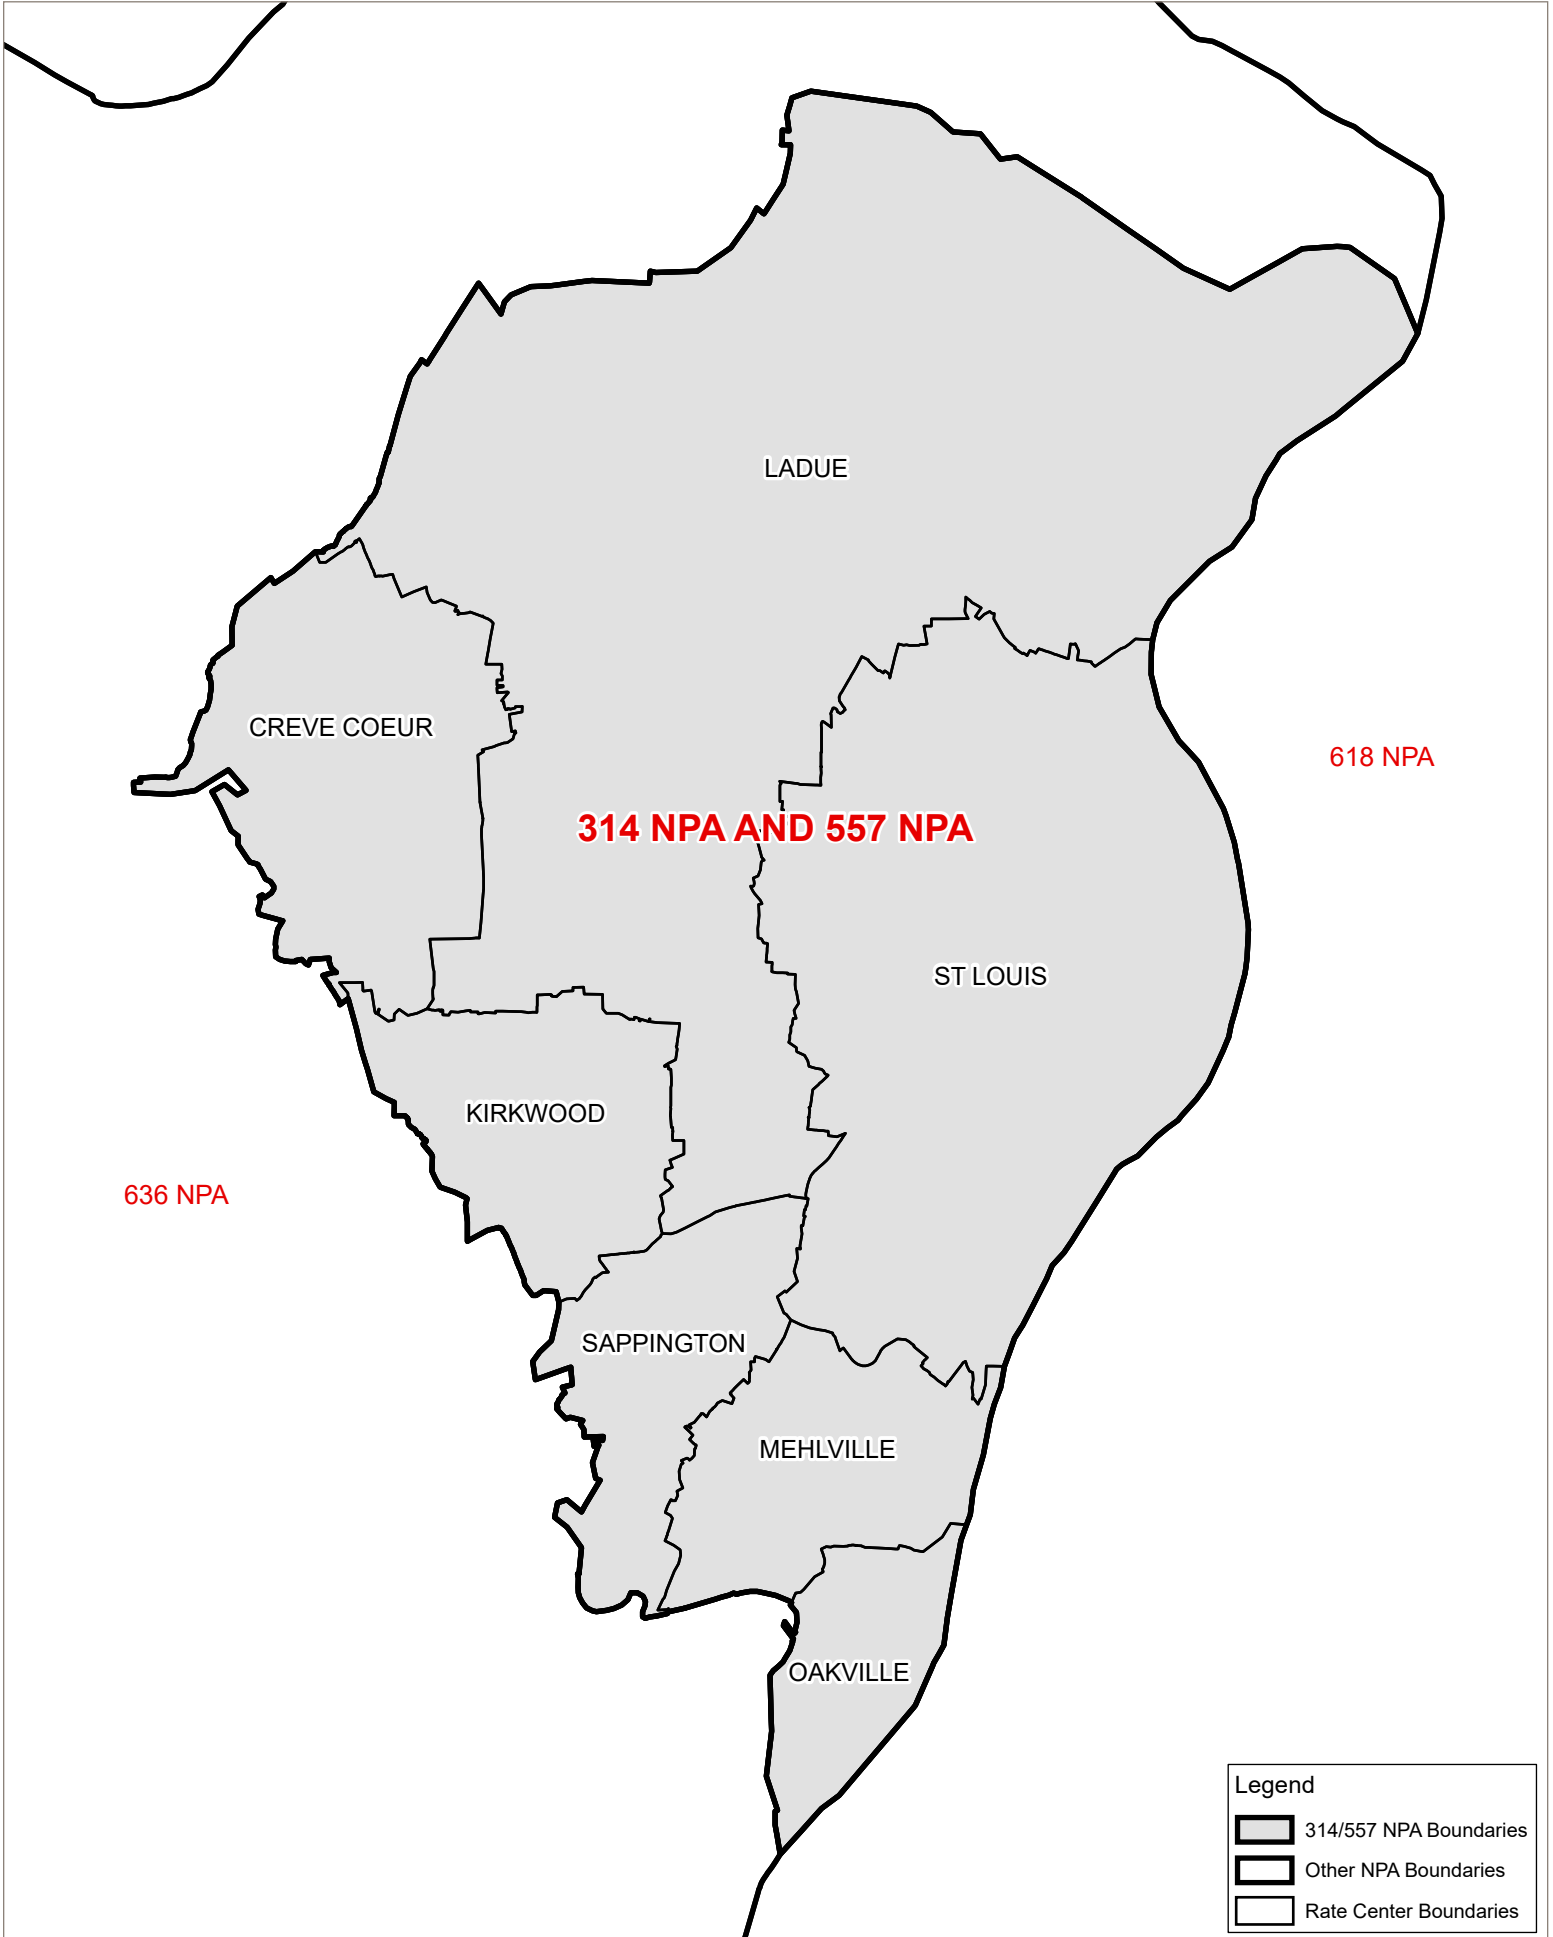 LADUE
CREVE COEUR
618 NPA
314 NPA AND 557 NPA
ST LOUIS
KIRKWOOD
636 NPA
SAPPINGTON
MEHLVILLE
OAKVILLE
Legend
314/557 NPA Boundaries
Other NPA Boundaries
Rate Center Boundaries